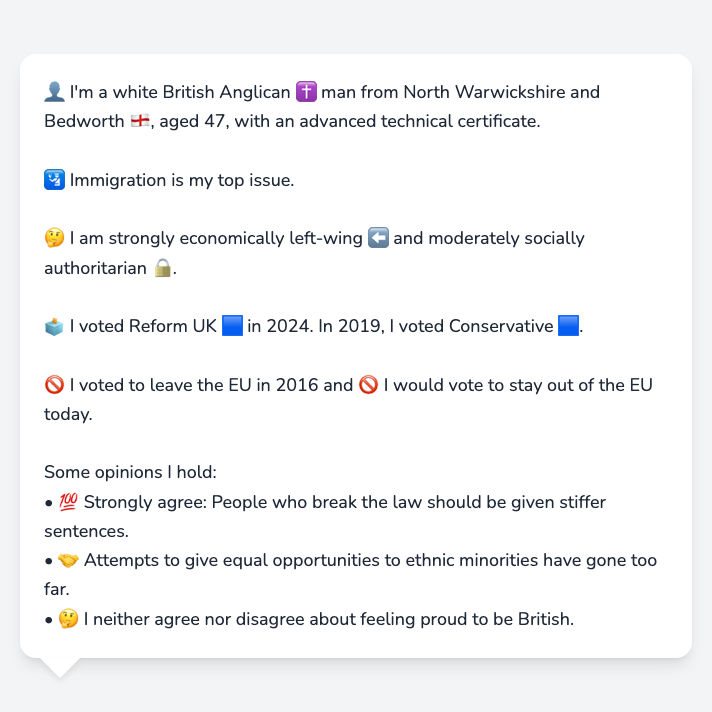 👤 I'm a white British Anglican ✝️ man from North Warwickshire and
Bedworth 🏴󠁧󠁢󠁥󠁮󠁧󠁿, aged 47, with an advanced technical certificate.
🛂 Immigration is my top issue.
🤔 I am strongly economically left-wing ⬅️ and moderately socially
authoritarian 🔒.
🗳️ I voted Reform UK 🟦 in 2024. In 2019, I voted Conservative 🟦.
🚫 I voted to leave the EU in 2016 and 🚫 I would vote to stay out of the EU
today.
Some opinions I hold:
• 💯 Strongly agree: People who break the law should be given stiffer
sentences.
• 🤝 Attempts to give equal opportunities to ethnic minorities have gone too
far.
• 🤔 I neither agree nor disagree about feeling proud to be British.